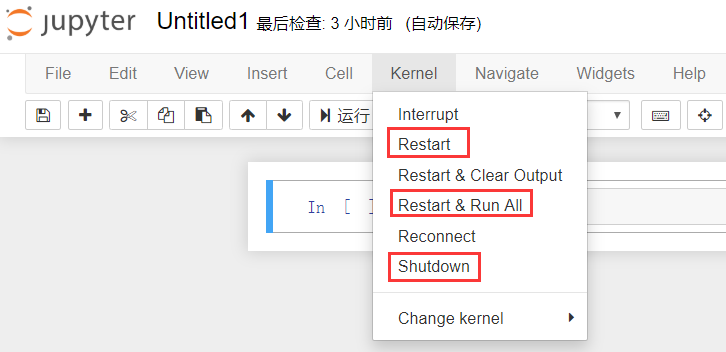 jupyter Untitled1 最后检查: 3 小时前 (自动保存)
File Edit View Insert Cell Kernel Navigate Widgets Help
运行
Interrupt
Restart
Restart & Clear Output
Restart & Run All
Reconnect
Shutdown
Change kernel
In [ ]